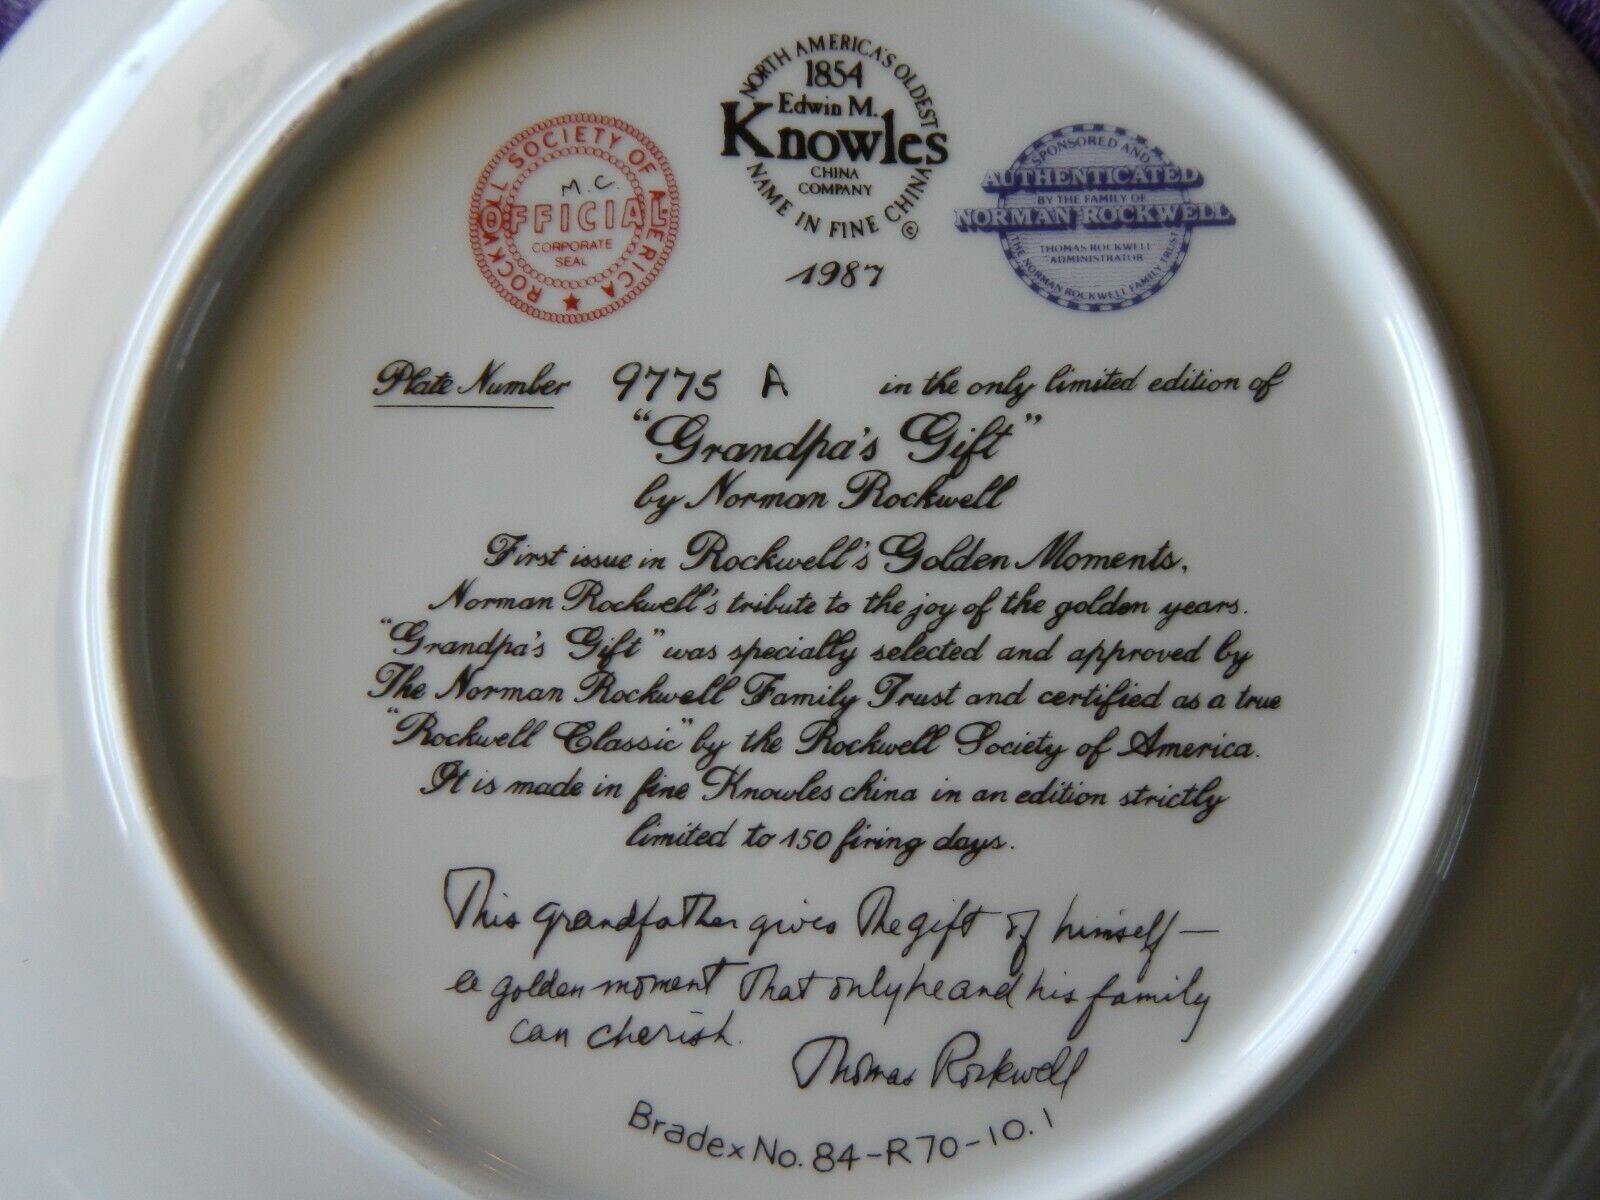 NORTH AMERICA'S OLDEST
1854
Edwin M.
Knowles
CHINA
COMPANY
NAME IN FINE CHINA
©
1987
ROCKWELL SOCIETY OF AMERICA
M.C.
OFFICIAL
CORPORATE
SEAL
SPONSORED AND
AUTHENTICATED
BY THE FAMILY OF
NORMAN ROCKWELL
THOMAS ROCKWELL
ADMINISTRATOR
THE NORMAN ROCKWELL FAMILY TRUST
Plate Number 9775 A in the only limited edition of
"Grandpa's Gift"
by Norman Rockwell
First issue in Rockwell's Golden Moments,
Norman Rockwell's tribute to the joy of the golden years.
"Grandpa's Gift" was specially selected and approved by
The Norman Rockwell Family Trust and certified as a true
"Rockwell Classic" by the Rockwell Society of America.
It is made in fine Knowles china in an edition strictly
limited to 150 firing days.
This grandfather gives the gift of himself—
a golden moment that only he and his family
can cherish.
Thomas Rockwell
Bradex No. 84-R70-10.1